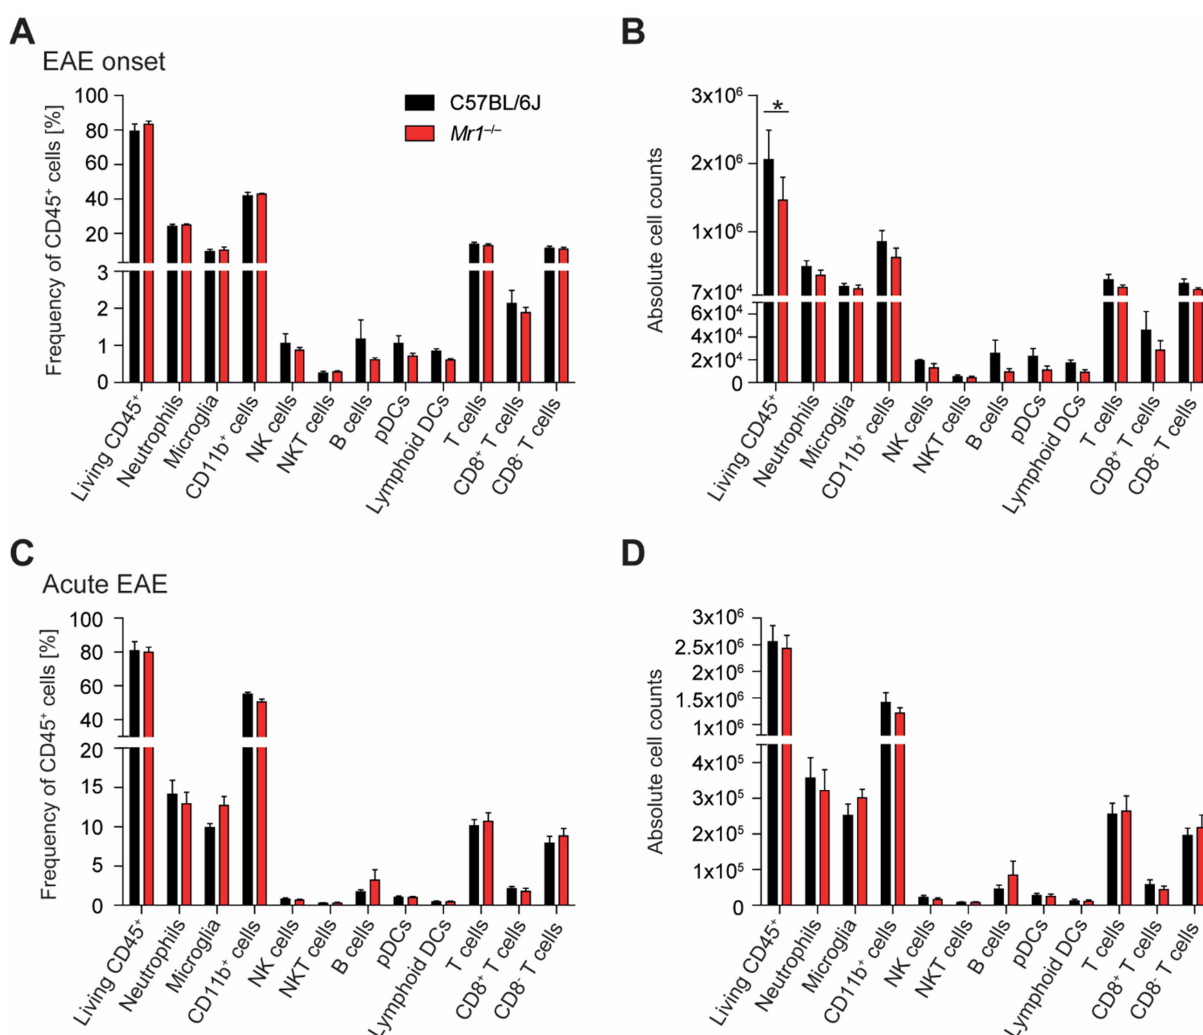 A
EAE onset
Frequency of CD45⁺ cells [%]
100
80
60
40
20
3
2
1
0
C57BL/6J
Mr1⁻/⁻
Living CD45⁺
Neutrophils
Microglia
CD11b⁺ cells
NK cells
NKT cells
B cells
pDCs
Lymphoid DCs
T cells
CD8⁺ T cells
CD8⁻ T cells
B
Absolute cell counts
3x10⁶
2x10⁶
1x10⁶
7x10⁴
6x10⁴
4x10⁴
2x10⁴
0
*
Living CD45⁺
Neutrophils
Microglia
CD11b⁺ cells
NK cells
NKT cells
B cells
pDCs
Lymphoid DCs
T cells
CD8⁺ T cells
CD8⁻ T cells
C
Acute EAE
Frequency of CD45⁺ cells [%]
100
80
60
40
20
15
10
5
0
Living CD45⁺
Neutrophils
Microglia
CD11b⁺ cells
NK cells
NKT cells
B cells
pDCs
Lymphoid DCs
T cells
CD8⁺ T cells
CD8⁻ T cells
D
Absolute cell counts
3x10⁶
2.5x10⁶
2x10⁶
1.5x10⁶
1x10⁶
4x10⁵
3x10⁵
2x10⁵
1x10⁵
0
Living CD45⁺
Neutrophils
Microglia
CD11b⁺ cells
NK cells
NKT cells
B cells
pDCs
Lymphoid DCs
T cells
CD8⁺ T cells
CD8⁻ T cells